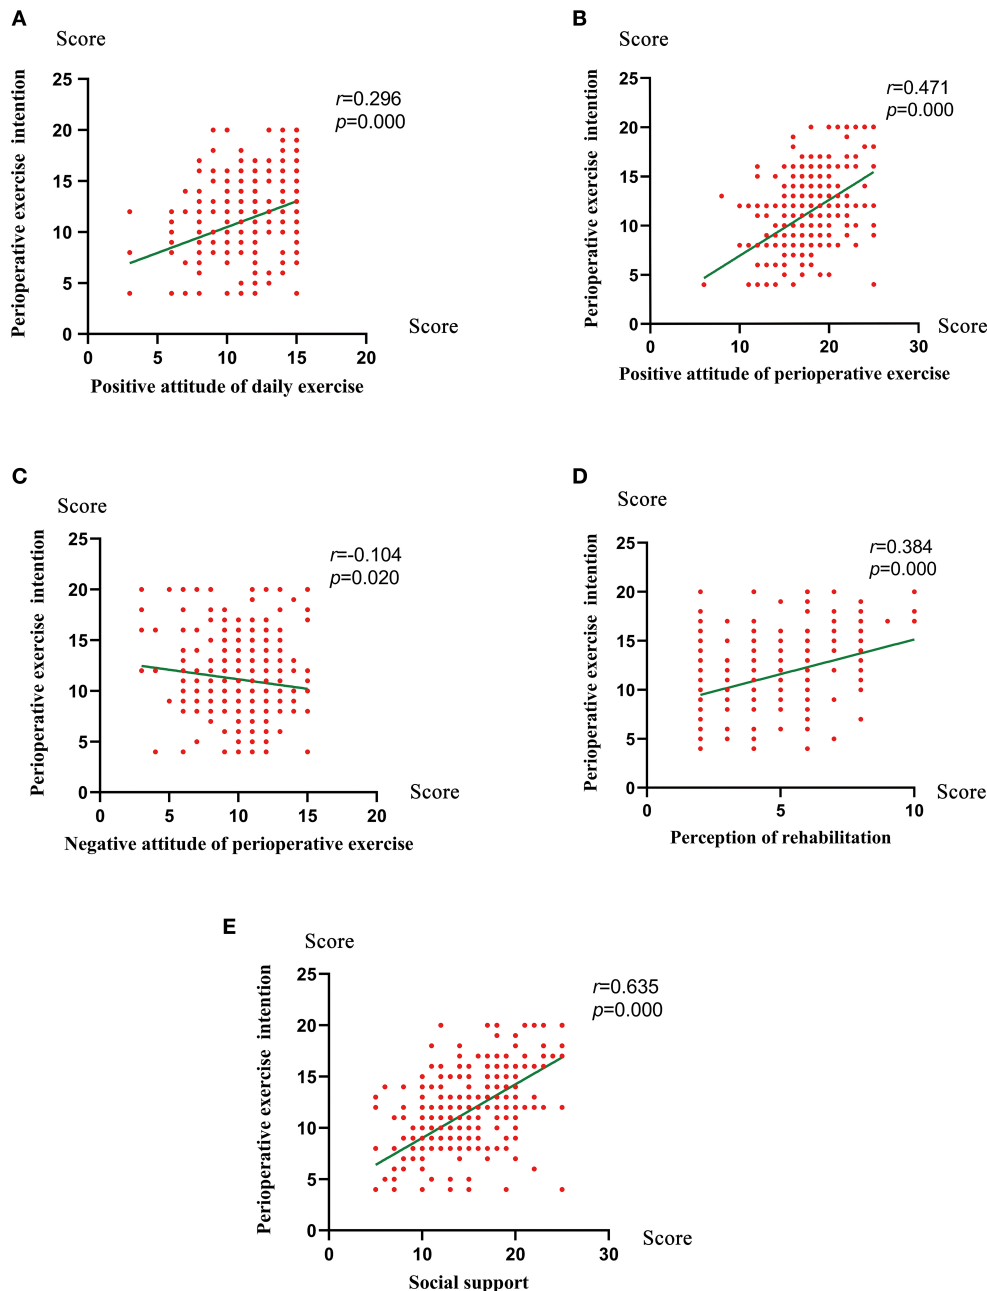 A
Score
Perioperative exercise intention
25
20
15
10
5
0
r=0.296
p=0.000
Score
0 5 10 15 20
Positive attitude of daily exercise
B
Score
Perioperative exercise intention
25
20
15
10
5
0
r=0.471
p=0.000
Score
0 10 20 30
Positive attitude of perioperative exercise
C
Score
Perioperative exercise intention
25
20
15
10
5
0
r=-0.104
p=0.020
Score
0 5 10 15 20
Negative attitude of perioperative exercise
D
Score
Perioperative exercise intention
25
20
15
10
5
0
r=0.384
p=0.000
Score
0 5 10
Perception of rehabilitation
E
Score
Perioperative exercise intention
25
20
15
10
5
0
r=0.635
p=0.000
Score
0 10 20 30
Social support